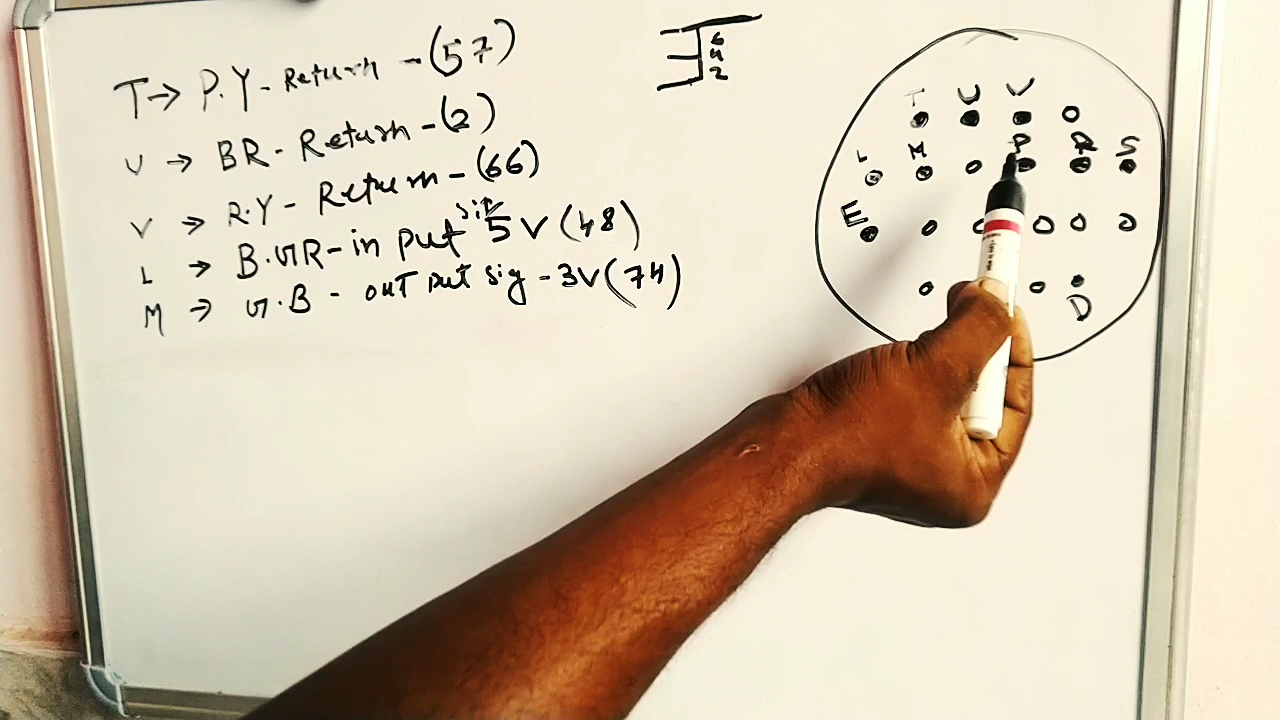 T→ P.Y-Return-(57)
U → BR-Return-(2)
V → R.Y-Return-(66)
L → B.GR-in put sig 5V(48)
M → G.B - out put sig -3V(74)
6
4
2
T U V
L M P R S
E
D